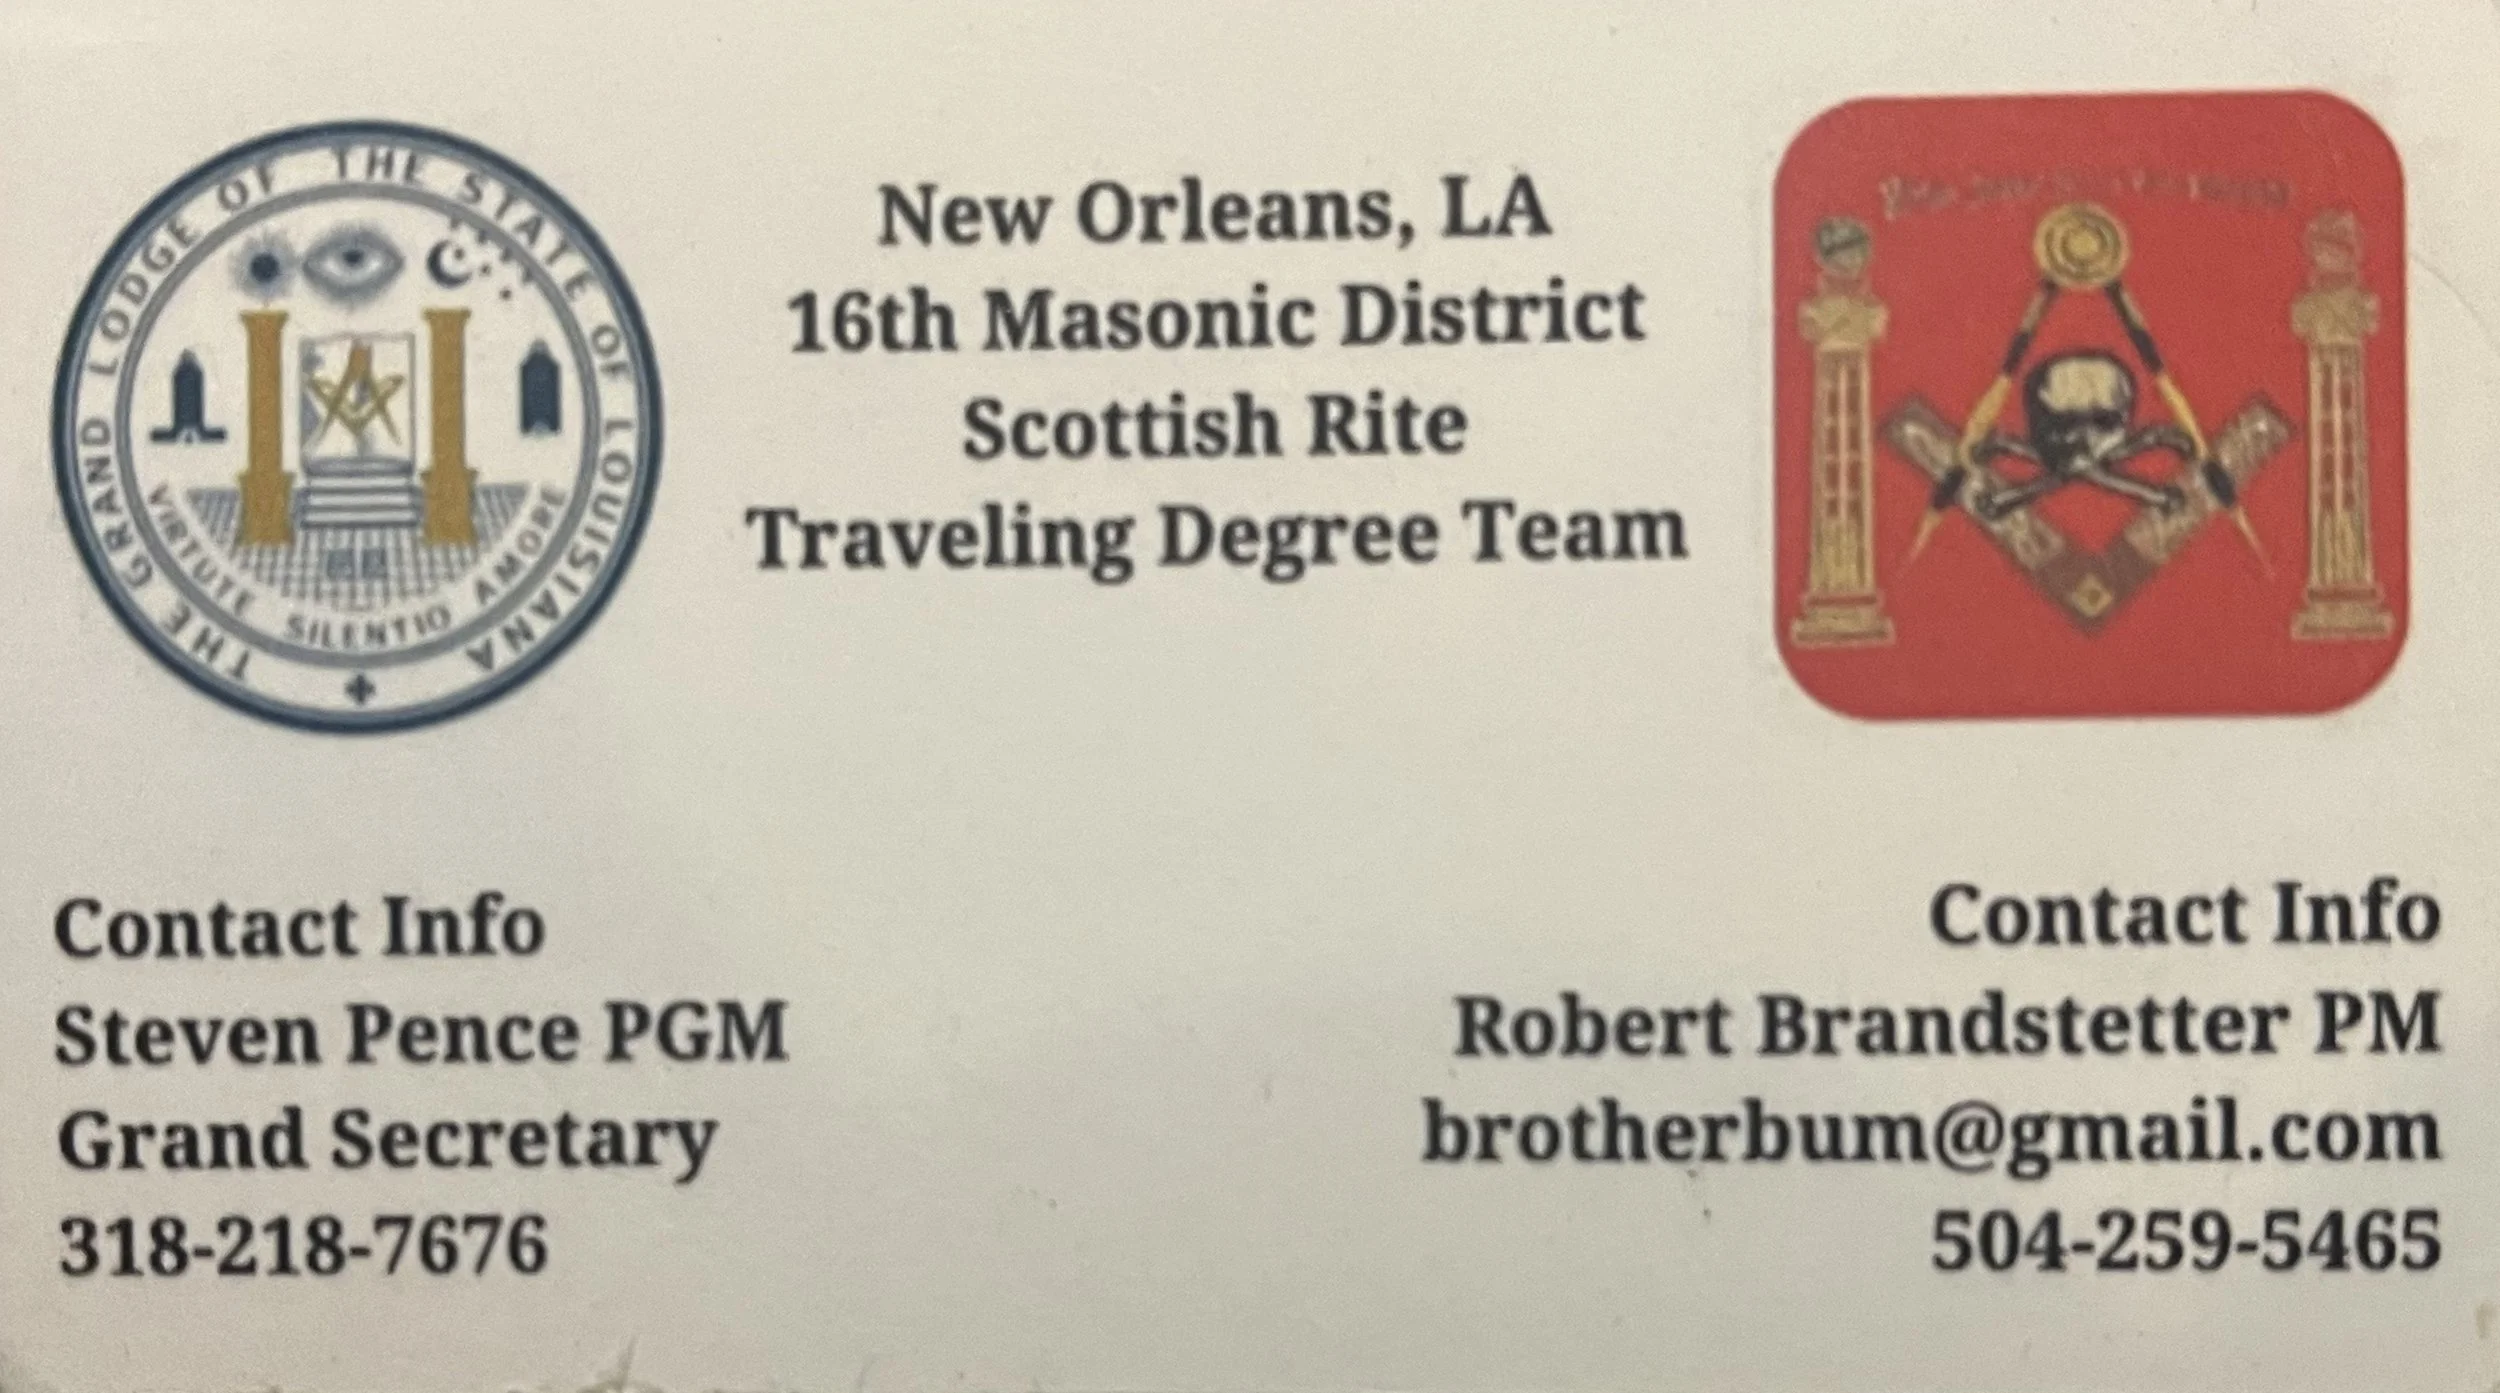 THE GRAND LODGE OF THE STATE OF LOUISIANA
VIRTUTE SILENTIO AMORE
New Orleans, LA
16th Masonic District
Scottish Rite
Traveling Degree Team
Contact Info
Steven Pence PGM
Grand Secretary
318-218-7676
Contact Info
Robert Brandstetter PM
brotherbum@gmail.com
504-259-5465